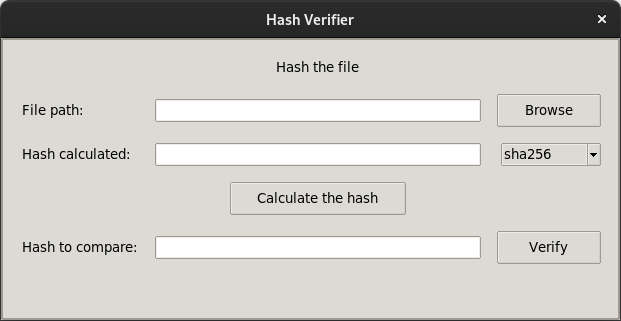 Hash Verifier
Hash the file
File path: Browse
Hash calculated: sha256
Calculate the hash
Hash to compare: Verify